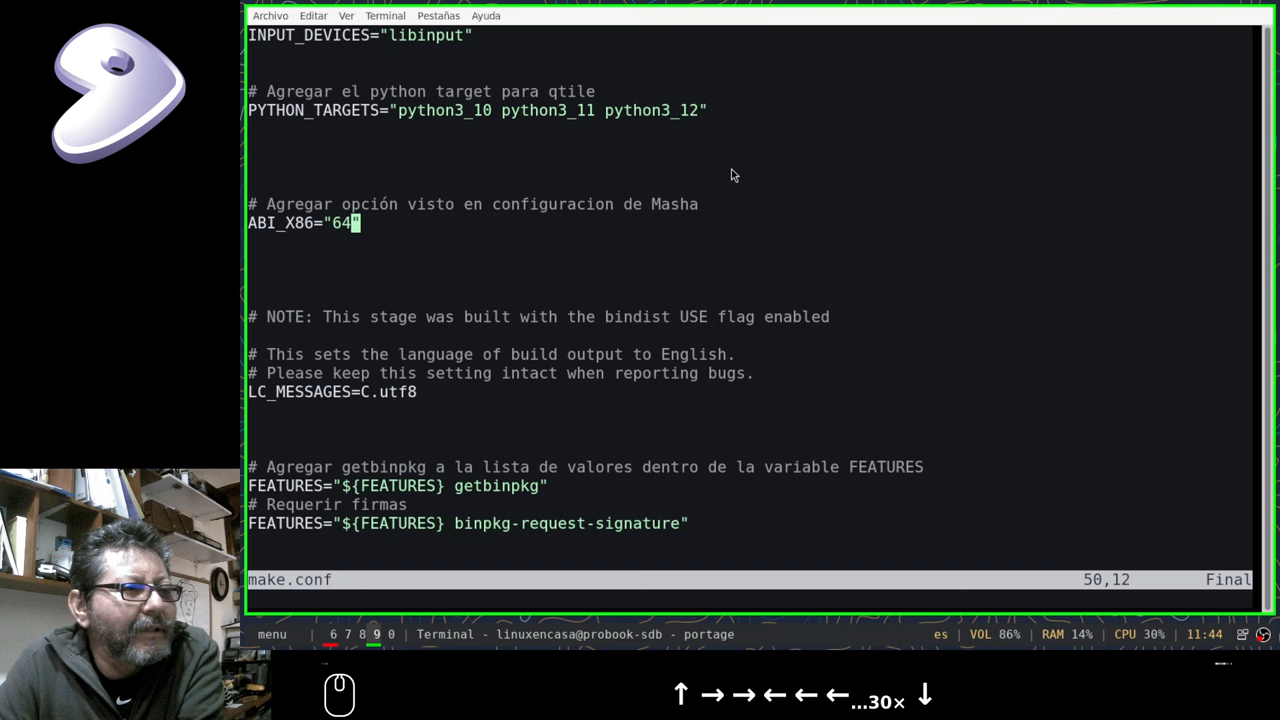 Archivo Editar Ver Terminal Pestañas Ayuda
INPUT_DEVICES="libinput"
# Agregar el python target para qtile
PYTHON_TARGETS="python3_10 python3_11 python3_12"
# Agregar opción visto en configuracion de Masha
ABI_X86="64"
# NOTE: This stage was built with the bindist USE flag enabled
# This sets the language of build output to English.
# Please keep this setting intact when reporting bugs.
LC_MESSAGES=C.utf8
# Agregar getbinpkg a la lista de valores dentro de la variable FEATURES
FEATURES="${FEATURES} getbinpkg"
# Requerir firmas
FEATURES="${FEATURES} binpkg-request-signature"
make.conf 50,12 Final
menu | 6 7 8 9 0 | Terminal - linuxencasa@probook-sdb - portage es | VOL 86% | RAM 14% | CPU 30% | 11:44
↑ → → ← ← ← ...30× ↓